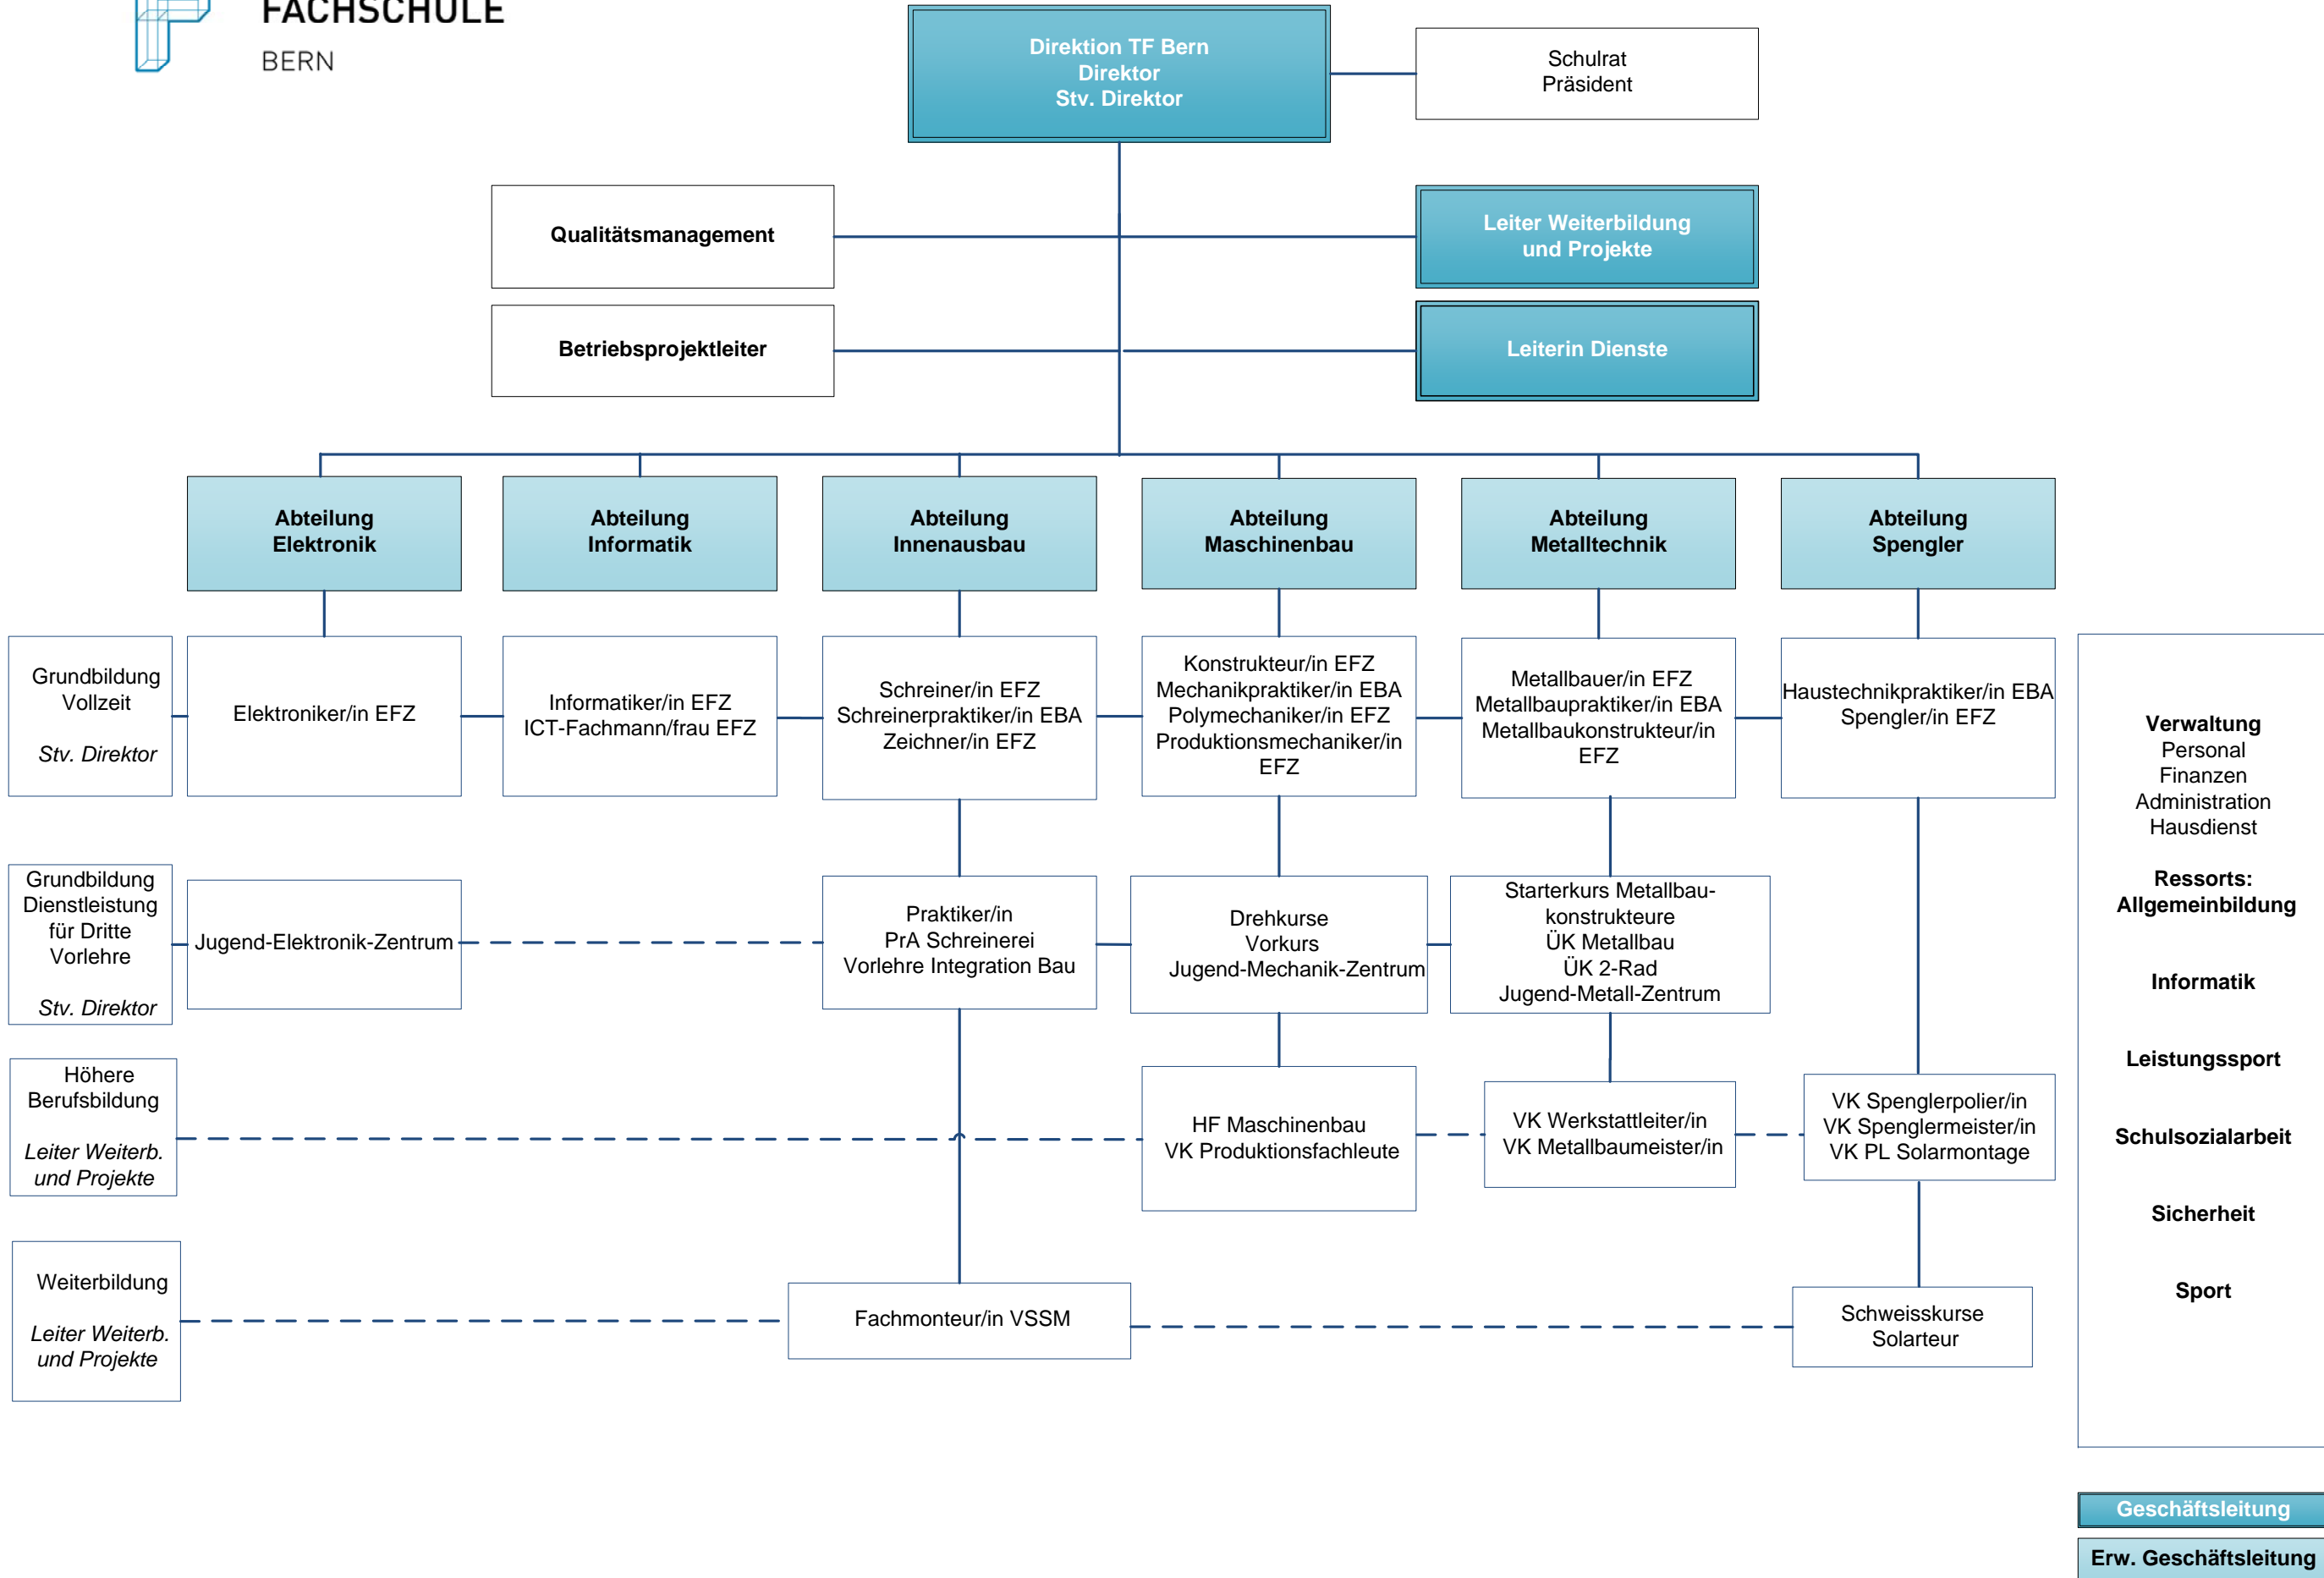 FACHSCHULE
BERN
Direktion TF Bern
Direktor
Stv. Direktor
Schulrat
Präsident
Qualitätsmanagement
Leiter Weiterbildung
und Projekte
Betriebsprojektleiter
Leiterin Dienste
Abteilung
Elektronik
Abteilung
Informatik
Abteilung
Innenausbau
Abteilung
Maschinenbau
Abteilung
Metalltechnik
Abteilung
Spengler
Grundbildung
Vollzeit
Stv. Direktor
Elektroniker/in EFZ
Informatiker/in EFZ
ICT-Fachmann/frau EFZ
Schreiner/in EFZ
Schreinerpraktiker/in EBA
Zeichner/in EFZ
Konstrukteur/in EFZ
Mechanikpraktiker/in EBA
Polymechaniker/in EFZ
Produktionsmechaniker/in
EFZ
Metallbauer/in EFZ
Metallbaupraktiker/in EBA
Metallbaukonstrukteur/in
EFZ
Haustechnikpraktiker/in EBA
Spengler/in EFZ
Grundbildung
Dienstleistung
für Dritte
Vorlehre
Stv. Direktor
Jugend-Elektronik-Zentrum
Praktiker/in
PrA Schreinerei
Vorlehre Integration Bau
Drehkurse
Vorkurs
Jugend-Mechanik-Zentrum
Starterkurs Metallbau-
konstrukteure
ÜK Metallbau
ÜK 2-Rad
Jugend-Metall-Zentrum
Höhere
Berufsbildung
Leiter Weiterb.
und Projekte
HF Maschinenbau
VK Produktionsfachleute
VK Werkstattleiter/in
VK Metallbaumeister/in
VK Spenglerpolier/in
VK Spenglermeister/in
VK PL Solarmontage
Weiterbildung
Leiter Weiterb.
und Projekte
Fachmonteur/in VSSM
Schweisskurse
Solarteur
Verwaltung
Personal
Finanzen
Administration
Hausdienst
Ressorts:
Allgemeinbildung
Informatik
Leistungssport
Schulsozialarbeit
Sicherheit
Sport
Geschäftsleitung
Erw. Geschäftsleitung